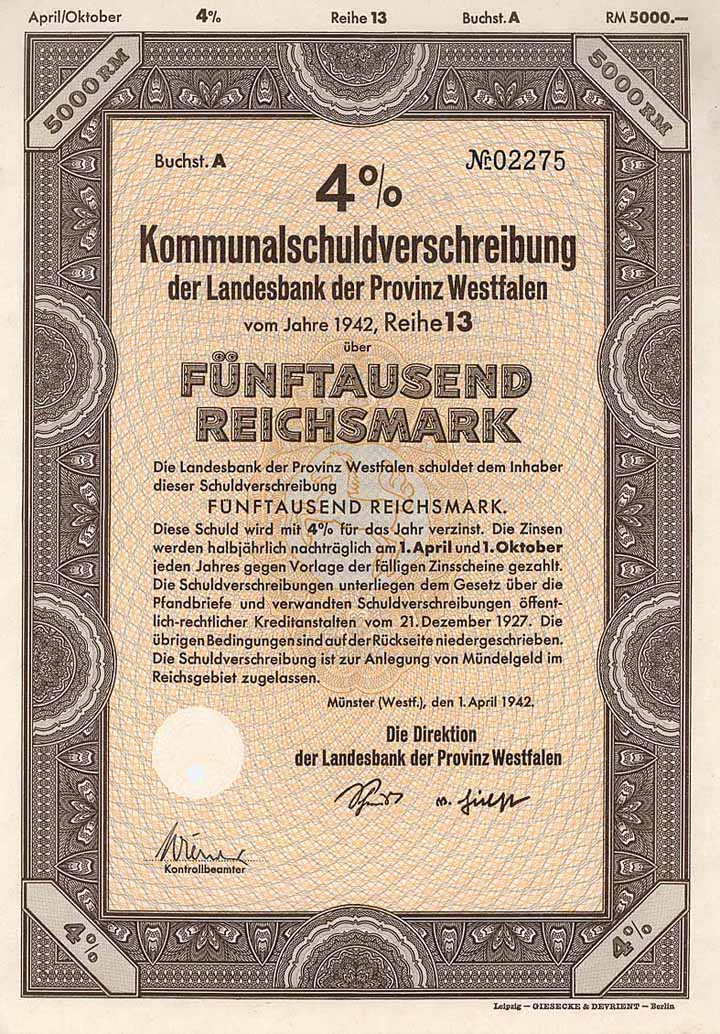 April/Oktober 4% Reihe 13 Buchst. A RM 5000.—
5000 RM 5000 RM
Buchst. A № 02275
4%
Kommunalschuldverschreibung
der Landesbank der Provinz Westfalen
vom Jahre 1942, Reihe 13
über
FÜNFTAUSEND
REICHSMARK
Die Landesbank der Provinz Westfalen schuldet dem Inhaber
dieser Schuldverschreibung
FÜNFTAUSEND REICHSMARK.
Diese Schuld wird mit 4% für das Jahr verzinst. Die Zinsen
werden halbjährlich nachträglich am 1. April und 1. Oktober
jeden Jahres gegen Vorlage der fälligen Zinsscheine gezahlt.
Die Schuldverschreibungen unterliegen dem Gesetz über die
Pfandbriefe und verwandten Schuldverschreibungen öffent-
lich-rechtlicher Kreditanstalten vom 21. Dezember 1927. Die
übrigen Bedingungen sind auf der Rückseite niedergeschrieben.
Die Schuldverschreibung ist zur Anlegung von Mündelgeld im
Reichsgebiet zugelassen.
Münster (Westf.), den 1. April 1942.
Die Direktion
der Landesbank der Provinz Westfalen
Kontrollbeamter
4% 4%
Leipzig — GIESECKE & DEVRIENT — Berlin